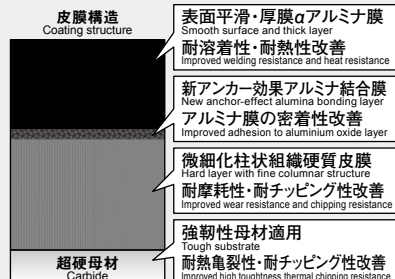 皮膜構造
Coating structure
表面平滑・厚膜αアルミナ膜
Smooth surface and thick layer
耐溶着性・耐熱性改善
Improved welding resistance and heat resistance
新アンカー効果アルミナ結合膜
New anchor-effect alumina bonding layer
アルミナ膜の密着性改善
Improved adhesion to aluminium oxide layer
微細化柱状組織硬質皮膜
Hard layer with fine columnar structure
耐摩耗性・耐チッピング性改善
Improved wear resistance and chipping resistance
強靭性母材適用
Tough substrate
耐熱亀裂性・耐チッピング性改善
Improved high toughtness thermal chipping resistance
超硬母材
Carbide